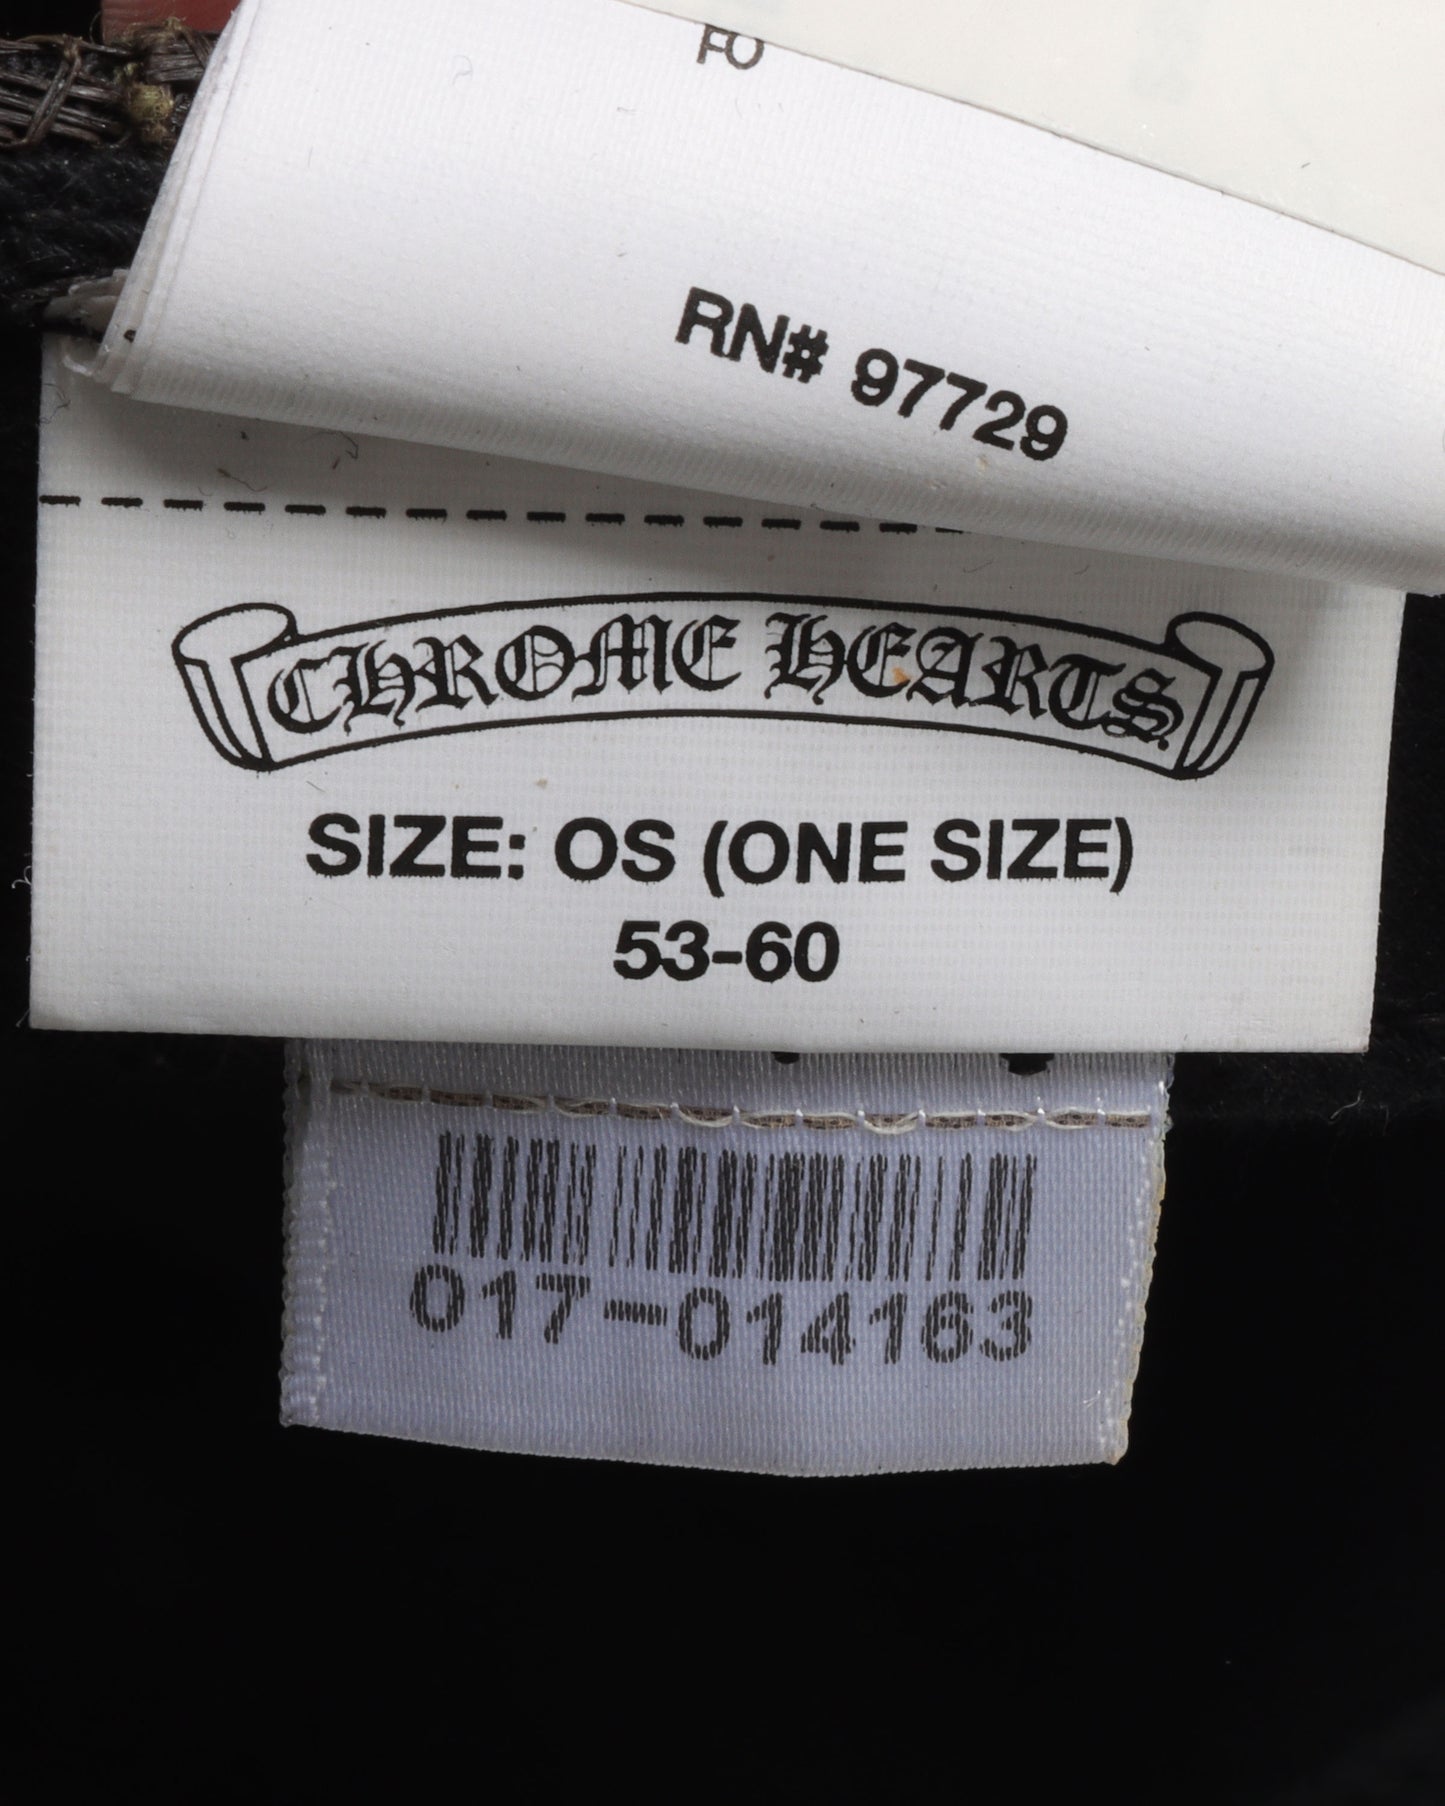 FO
RN# 97729
CHROME HEARTS
SIZE: OS (ONE SIZE)
53-60
017-014163